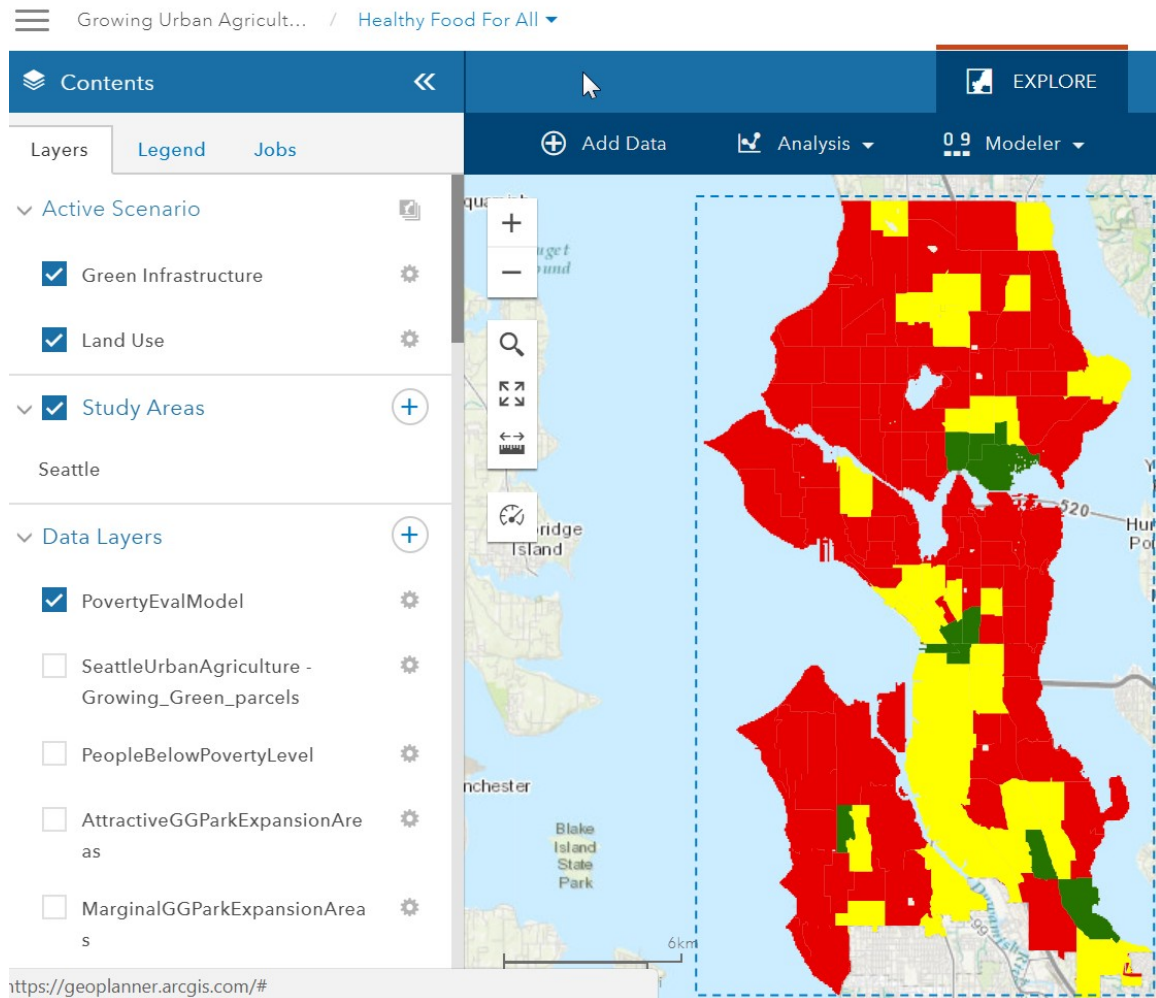 Growing Urban Agricult... / Healthy Food For All
Contents
EXPLORE
Layers Legend Jobs
Add Data Analysis 0 9 Modeler
Active Scenario
Green Infrastructure
Land Use
Study Areas
Seattle
Data Layers
PovertyEvalModel
SeattleUrbanAgriculture -
Growing_Green_parcels
PeopleBelowPovertyLevel
AttractiveGGParkExpansionAre
as
MarginalGGParkExpansionArea
s
https://geoplanner.arcgis.com/#
520
Island
nchester
Blake
Island
State
Park
99
6km